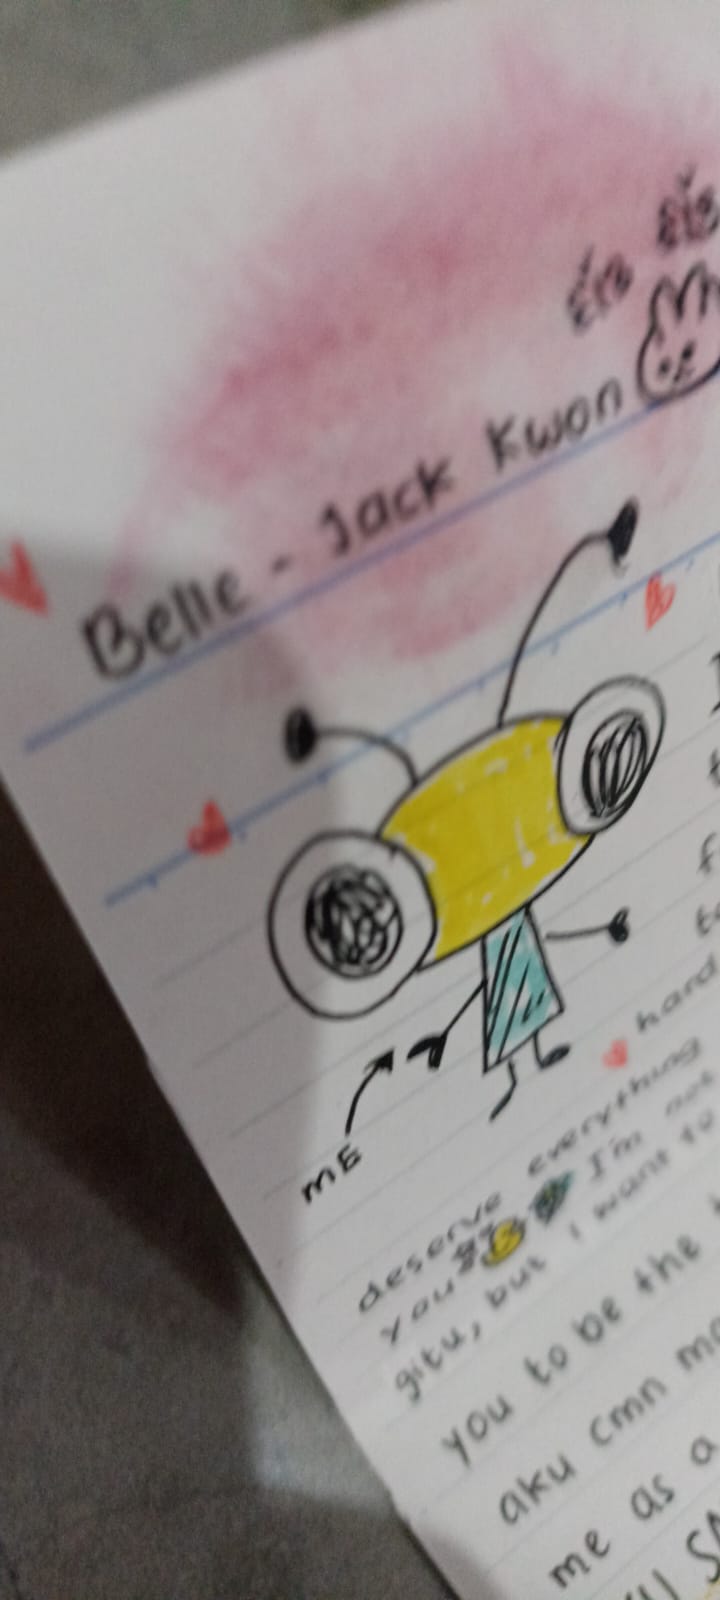 Belle - Jack Kwon
ME
hard
deserve everything
you I'm not
gitu, but i want to
you to be the
aku cmn
me as a